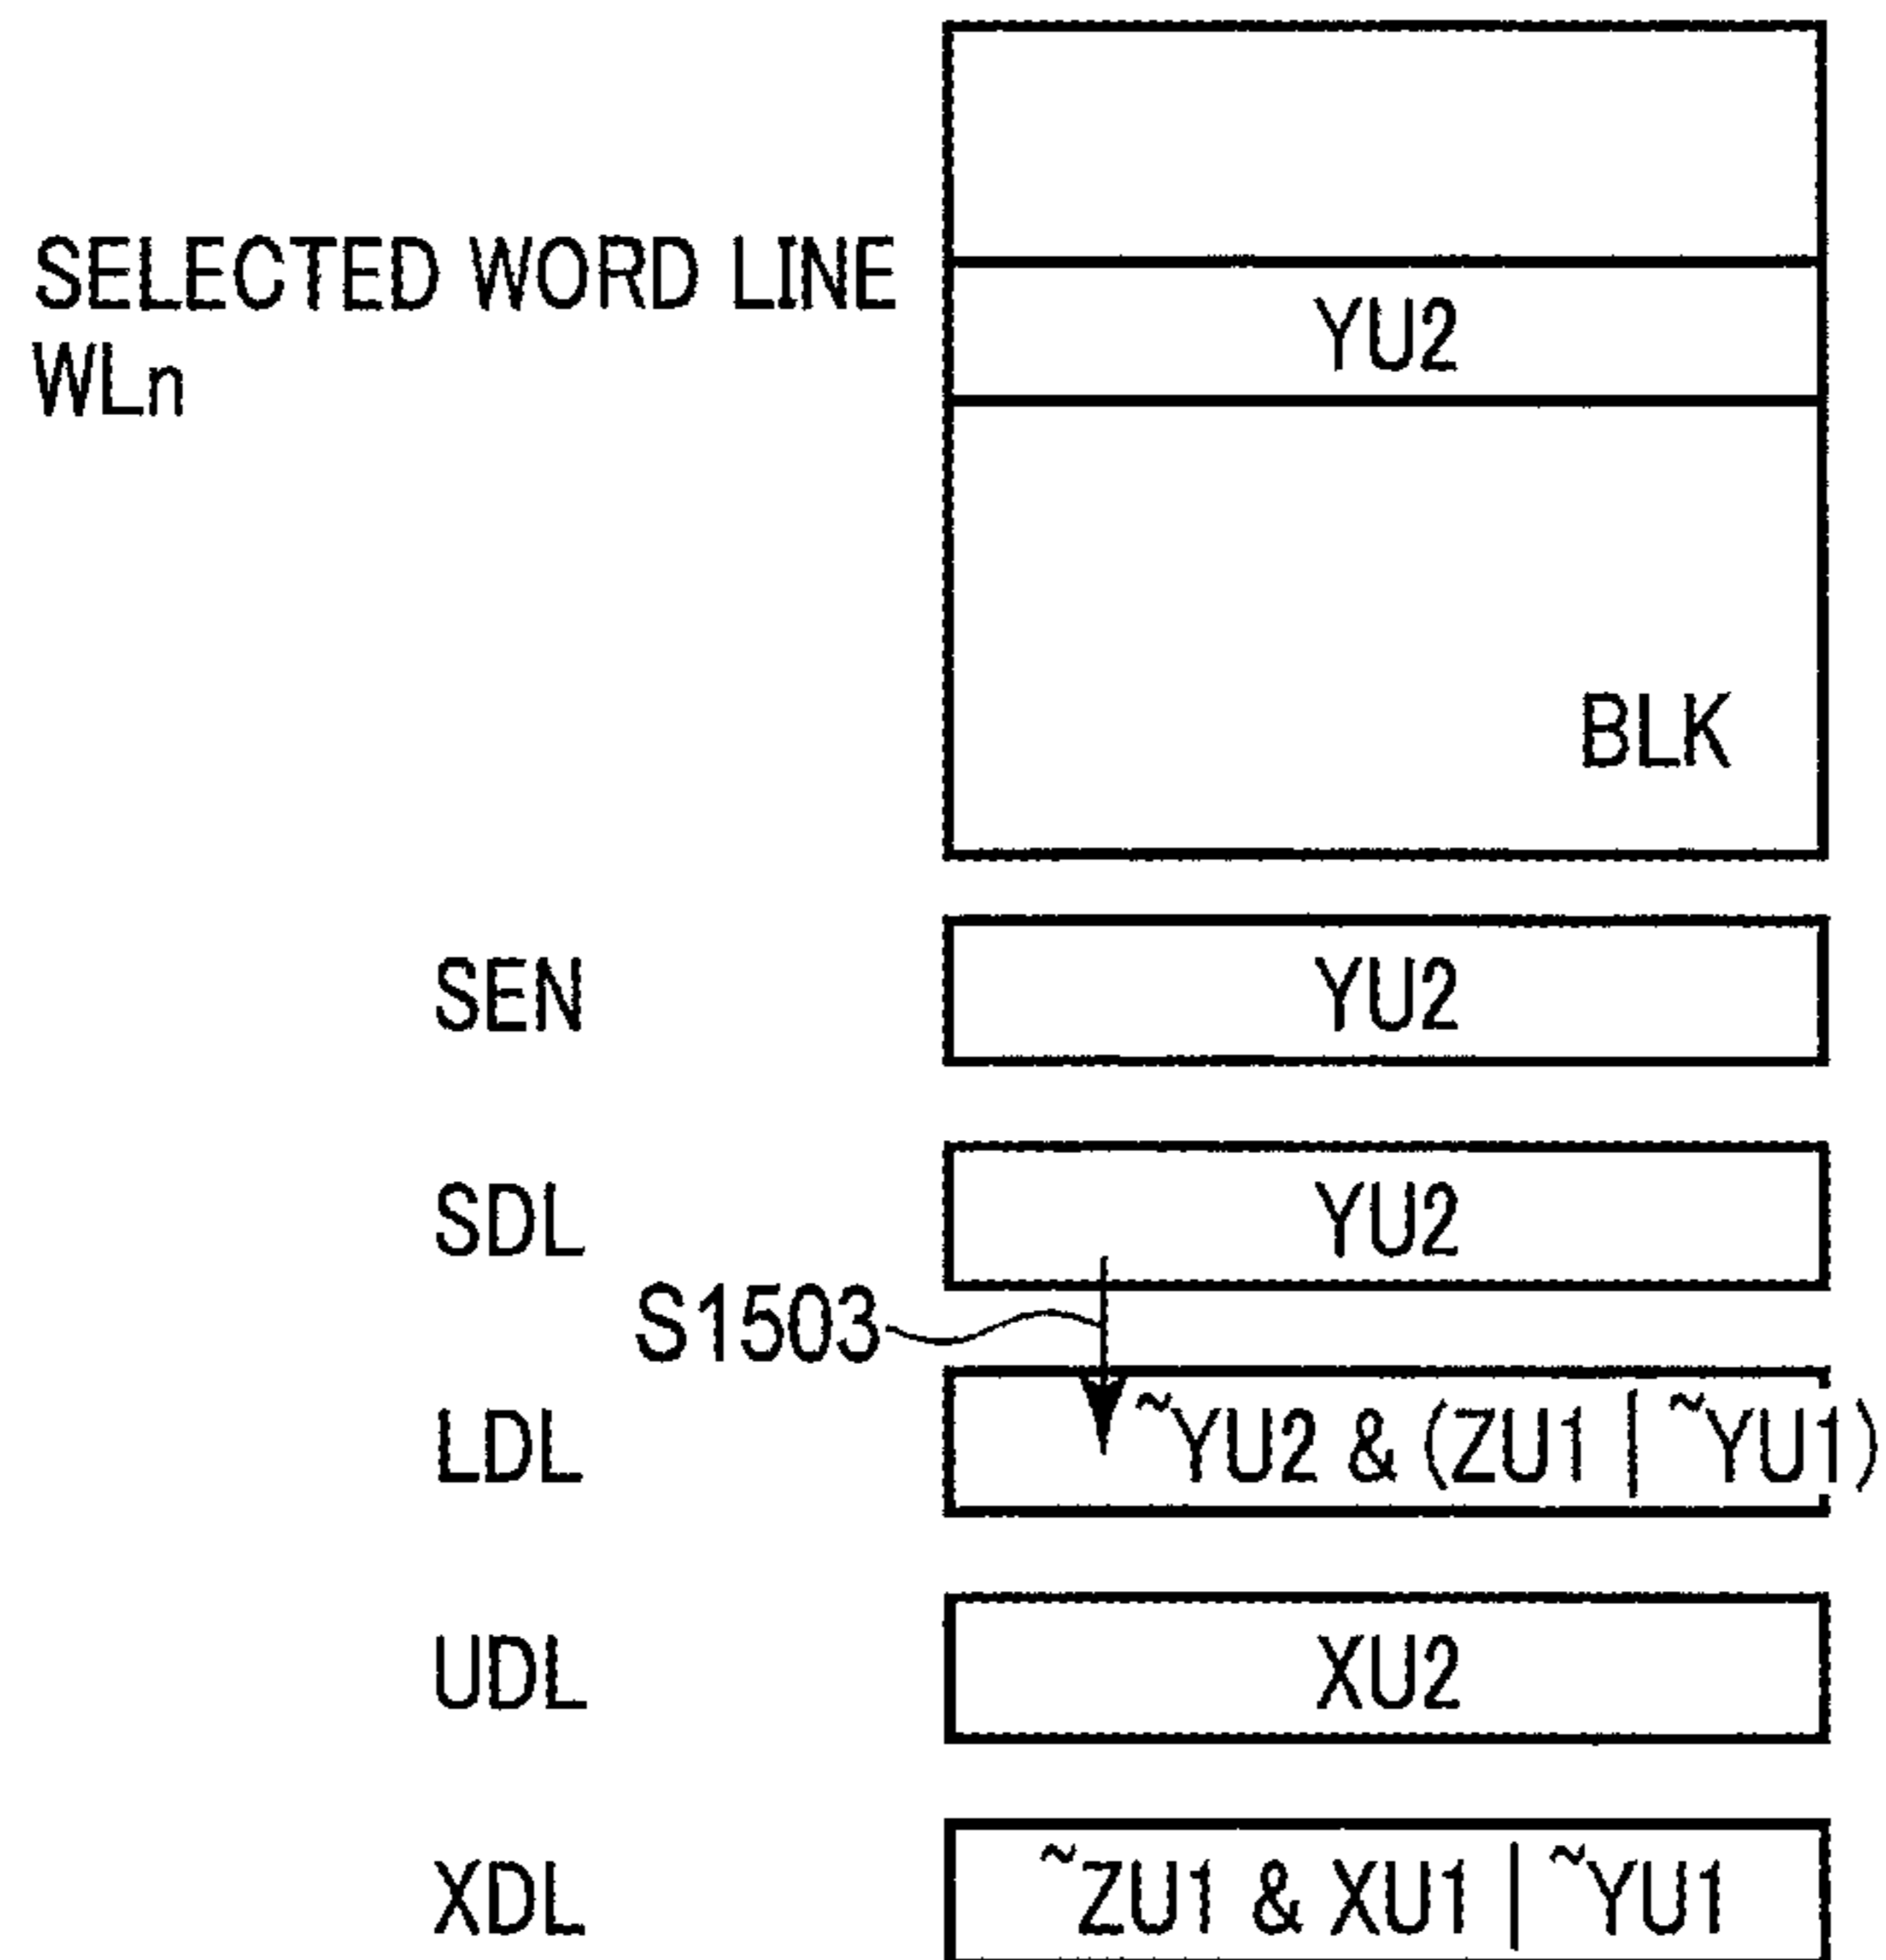 SELECTED WORD LINE
WLn
YU2
BLK
SEN
YU2
SDL
YU2
S1503
LDL
~YU2 & (ZU1 | ~YU1)
UDL
XU2
XDL
~ZU1 & XU1 | ~YU1